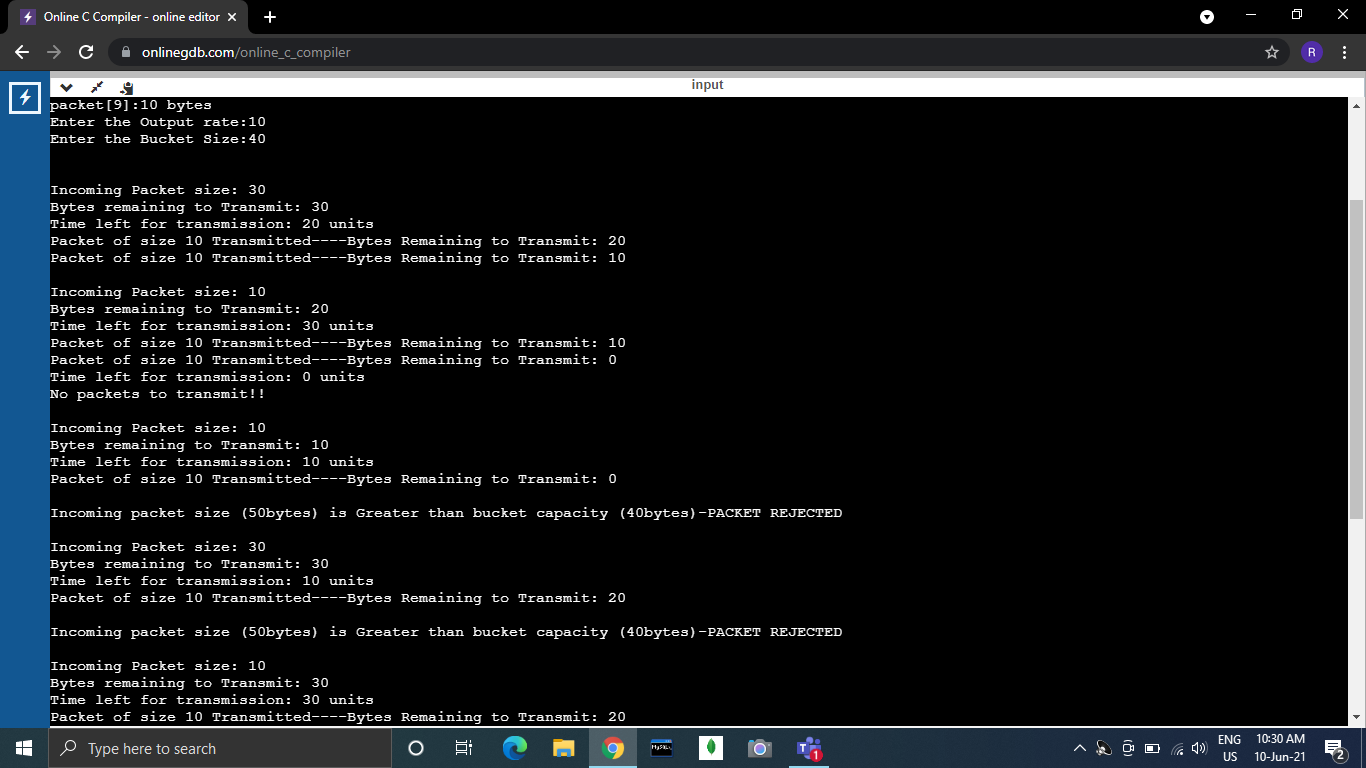 Online C Compiler - online editor
onlinegdb.com/online_c_compiler
R
input
packet[9]:10 bytes
Enter the Output rate:10
Enter the Bucket Size:40
Incoming Packet size: 30
Bytes remaining to Transmit: 30
Time left for transmission: 20 units
Packet of size 10 Transmitted----Bytes Remaining to Transmit: 20
Packet of size 10 Transmitted----Bytes Remaining to Transmit: 10
Incoming Packet size: 10
Bytes remaining to Transmit: 20
Time left for transmission: 30 units
Packet of size 10 Transmitted----Bytes Remaining to Transmit: 10
Packet of size 10 Transmitted----Bytes Remaining to Transmit: 0
Time left for transmission: 0 units
No packets to transmit!!
Incoming Packet size: 10
Bytes remaining to Transmit: 10
Time left for transmission: 10 units
Packet of size 10 Transmitted----Bytes Remaining to Transmit: 0
Incoming packet size (50bytes) is Greater than bucket capacity (40bytes)-PACKET REJECTED
Incoming Packet size: 30
Bytes remaining to Transmit: 30
Time left for transmission: 10 units
Packet of size 10 Transmitted----Bytes Remaining to Transmit: 20
Incoming packet size (50bytes) is Greater than bucket capacity (40bytes)-PACKET REJECTED
Incoming Packet size: 10
Bytes remaining to Transmit: 30
Time left for transmission: 30 units
Packet of size 10 Transmitted----Bytes Remaining to Transmit: 20
Type here to search
1
ENG
US
10:30 AM
10-Jun-21
2